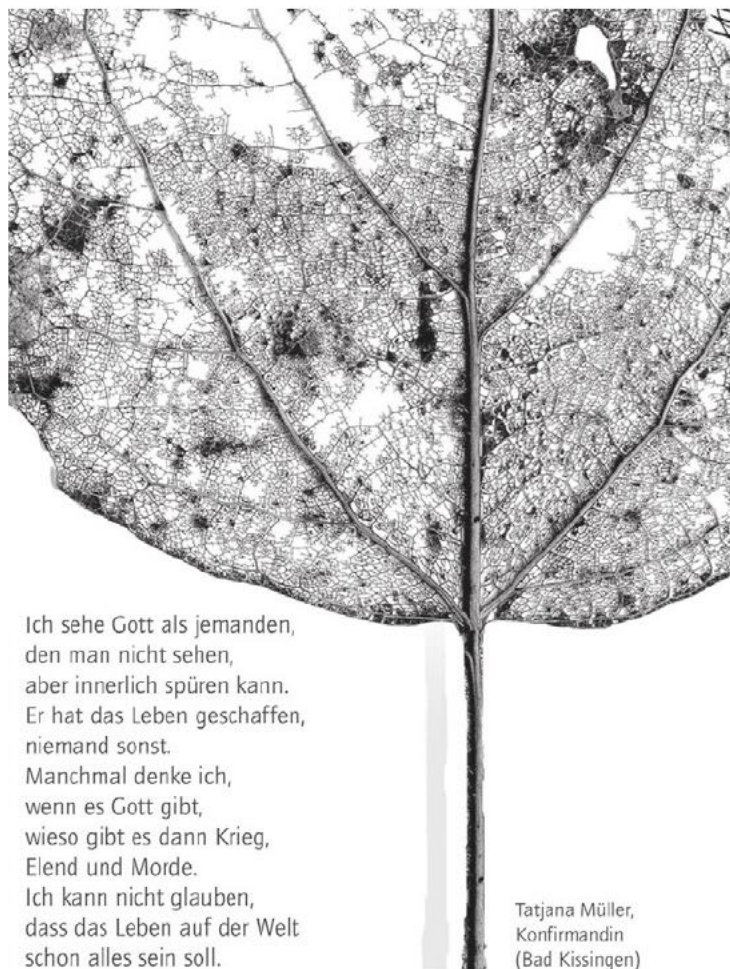 Ich sehe Gott als jemanden,
den man nicht sehen,
aber innerlich spüren kann.
Er hat das Leben geschaffen,
niemand sonst.
Manchmal denke ich,
wenn es Gott gibt,
wieso gibt es dann Krieg,
Elend und Morde.
Ich kann nicht glauben,
dass das Leben auf der Welt
schon alles sein soll.
Tatjana Müller,
Konfirmandin
(Bad Kissingen)